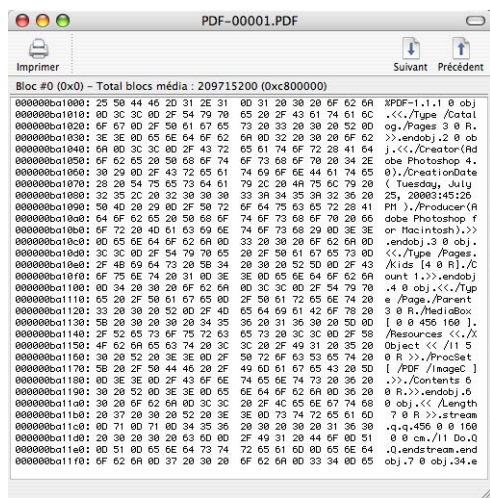 PDF-00001.PDF
Imprimer
Suivant Précédent
Bloc #0 (0x0) - Total blocs média : 209715200 (0xc800000)
000000ba1000: 25 50 44 46 2D 31 2E 31 0D 31 20 30 20 6F 62 6A %PDF-1.1.1 0 obj
000000ba1010: 0D 3C 3C 0D 2F 54 79 70 65 20 2F 43 61 74 61 6C .<<./Type /Catal
000000ba1020: 6F 67 0D 2F 50 61 67 65 73 20 33 20 30 20 52 0D og./Pages 3 0 R.
000000ba1030: 3E 3E 0D 65 6E 64 6F 62 6A 0D 32 20 30 20 6F 62 >>.endobj.2 0 ob
000000ba1040: 6A 0D 3C 3C 0D 2F 43 72 65 61 74 6F 72 28 41 64 j.<<./Creator(Ad
000000ba1050: 6F 62 65 20 50 68 6F 74 6F 73 68 6F 70 20 34 2E obe Photoshop 4.
000000ba1060: 30 29 0D 2F 43 72 65 61 74 69 6F 6E 44 61 74 65 0)./CreationDate
000000ba1070: 28 20 54 75 65 73 64 61 79 2C 20 4A 75 6C 79 20 ( Tuesday, July
000000ba1080: 32 35 2C 20 32 30 30 30 33 3A 34 35 3A 32 36 20 25, 20003:45:26
000000ba1090: 50 4D 20 29 0D 2F 50 72 6F 64 75 63 65 72 28 41 PM )./Producer(A
000000ba10a0: 64 6F 62 65 20 50 68 6F 74 6F 73 68 6F 70 20 66 dobe Photoshop f
000000ba10b0: 6F 72 20 4D 61 63 69 6E 74 6F 73 68 29 0D 3E 3E or Macintosh).>>
000000ba10c0: 0D 65 6E 64 6F 62 6A 0D 33 20 30 20 6F 62 6A 0D .endobj.3 0 obj.
000000ba10d0: 3C 3C 0D 2F 54 79 70 65 20 2F 50 61 67 65 73 0D <<./Type /Pages.
000000ba10e0: 2F 4B 69 64 73 20 5B 34 20 30 20 52 5D 0D 2F 43 /Kids [4 0 R]./C
000000ba10f0: 6F 75 6E 74 20 31 0D 3E 3E 0D 65 6E 64 6F 62 6A ount 1.>>.endobj
000000ba1100: 0D 34 20 30 20 6F 62 6A 0D 3C 3C 0D 2F 54 79 70 .4 0 obj.<<./Typ
000000ba1110: 65 20 2F 50 61 67 65 0D 2F 50 61 72 65 6E 74 20 e /Page./Parent
000000ba1120: 33 20 30 20 52 0D 2F 4D 65 64 69 61 42 6F 78 20 3 0 R./MediaBox
000000ba1130: 5B 20 30 20 30 20 34 35 36 20 31 36 30 20 5D 0D [ 0 0 456 160 ].
000000ba1140: 2F 52 65 73 6F 75 72 63 65 73 20 3C 3C 0D 2F 58 /Resources <<./X
000000ba1150: 4F 62 6A 65 63 74 20 3C 3C 20 2F 49 31 20 35 20 Object << /I1 5
000000ba1160: 30 20 52 20 3E 3E 0D 2F 50 72 6F 63 53 65 74 20 0 R >>./ProcSet
000000ba1170: 5B 20 2F 50 44 46 20 2F 49 6D 61 67 65 43 20 5D [ /PDF /ImageC ]
000000ba1180: 0D 3E 3E 0D 2F 43 6F 6E 74 65 6E 74 73 20 36 20 .>>./Contents 6
000000ba1190: 30 20 52 0D 3E 3E 0D 65 6E 64 6F 62 6A 0D 36 20 0 R.>>.endobj.6
000000ba11a0: 30 20 6F 62 6A 0D 3C 3C 20 2F 4C 65 6E 67 74 68 0 obj.<< /Length
000000ba11b0: 20 37 20 30 20 52 20 3E 3E 0D 73 74 72 65 61 6D 7 0 R >>.stream
000000ba11c0: 0D 71 0D 71 0D 34 35 36 20 30 20 30 20 31 36 30 .q.q.456 0 0 160
000000ba11d0: 20 30 20 30 20 63 6D 0D 2F 49 31 20 44 6F 0D 51 0 0 cm./I1 Do.Q
000000ba11e0: 0D 51 0D 65 6E 64 73 74 72 65 61 6D 0D 65 6E 64 .Q.endstream.end
000000ba11f0: 6F 62 6A 0D 37 20 30 20 6F 62 6A 0D 33 34 0D 65 obj.7 0 obj.34.e